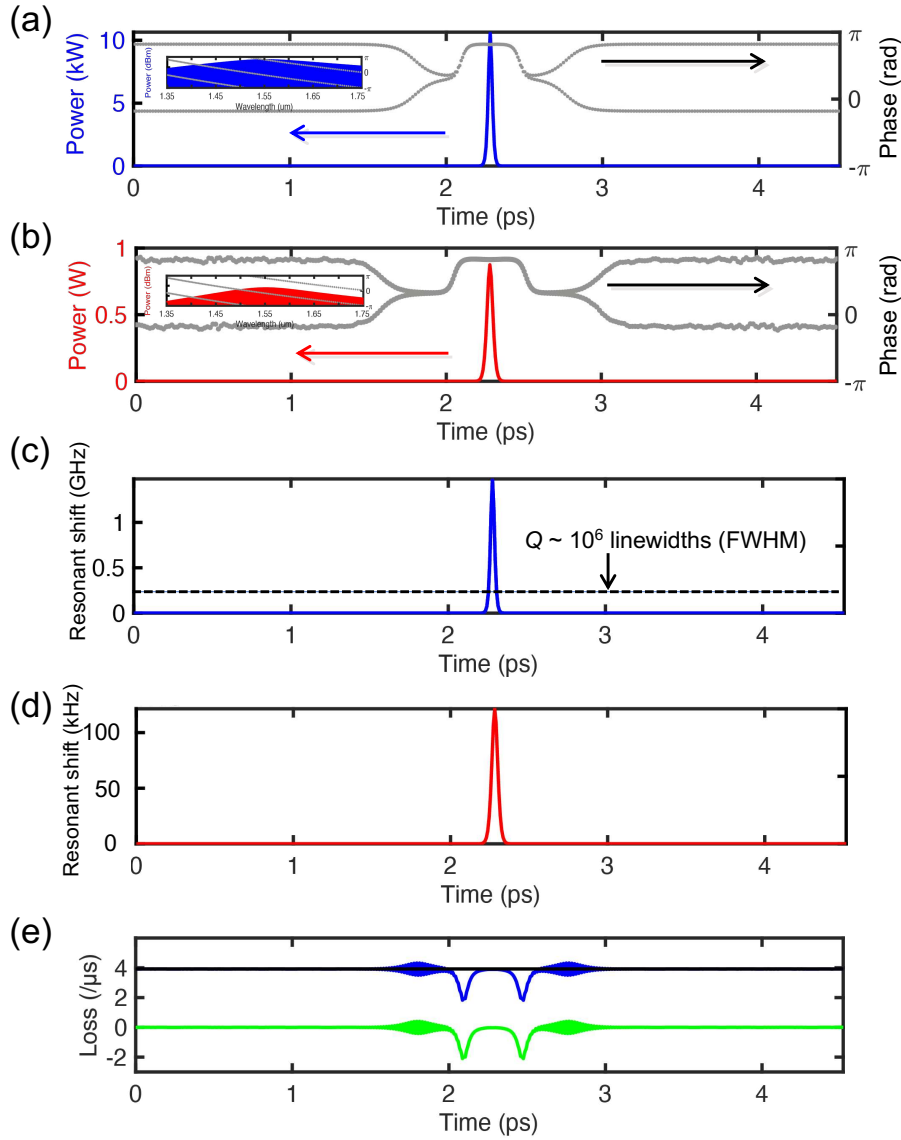 (a)
Power (kW)
10
5
0
Power (dBm)
π
0
-π
1.35 1.45 1.55 1.65 1.75
Wavelength (um)
π
0
-π
Phase (rad)
0 1 2 3 4
Time (ps)
(b)
Power (W)
1
0.5
0
Power (dBm)
π
0
-π
1.35 1.45 1.55 1.65 1.75
Wavelength (um)
π
0
-π
Phase (rad)
0 1 2 3 4
Time (ps)
(c)
Resonant shift (GHz)
1
0.5
0
Q ~ 10⁶ linewidths (FWHM)
0 1 2 3 4
Time (ps)
(d)
Resonant shift (kHz)
100
50
0
0 1 2 3 4
Time (ps)
(e)
Loss (/µs)
4
2
0
-2
0 1 2 3 4
Time (ps)